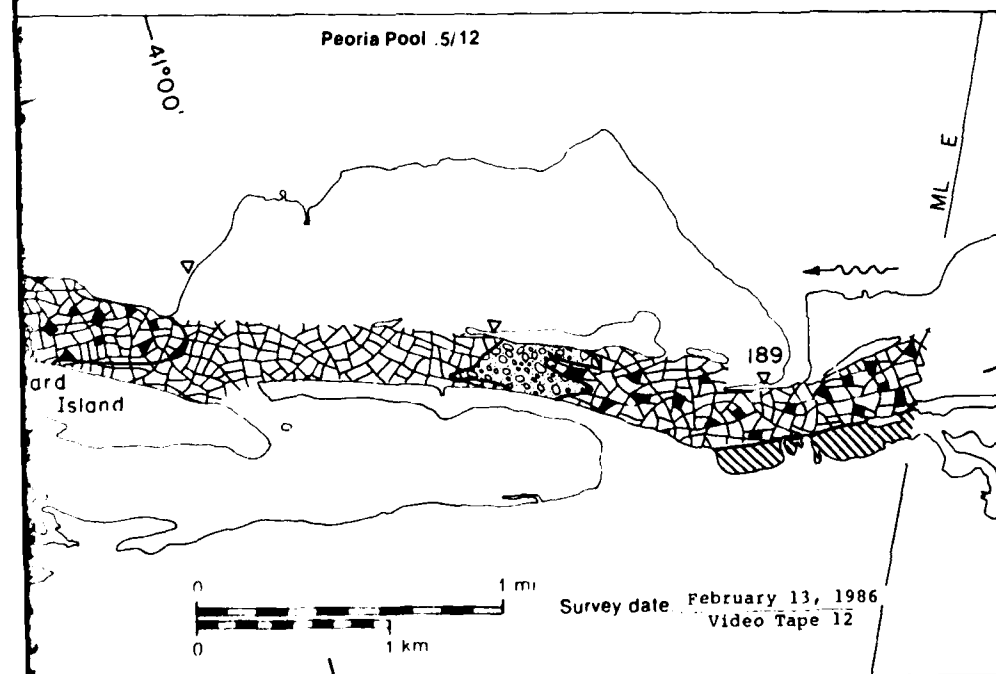 Peoria Pool .5/12
41°00'
ML E
189
ard
Island
0 1 mi
0 1 km
Survey date February 13, 1986
Video Tape 12